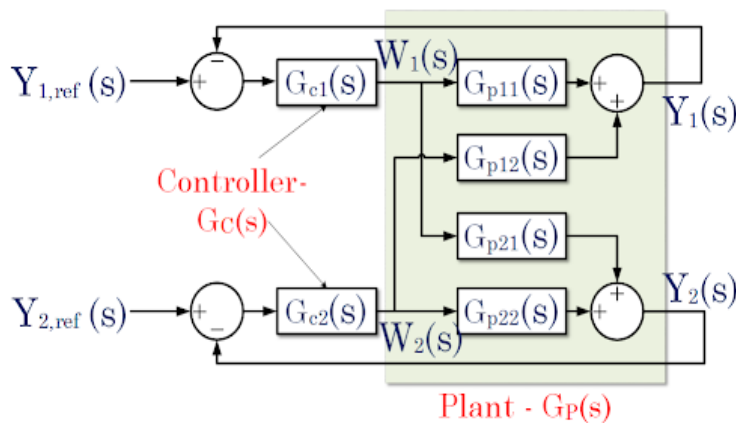 W₁(s)
Y₁,ref (s)
−
+
Gc1(s)
Gp11(s)
+
+
Y₁(s)
Gp12(s)
Controller-
Gc(s)
Gp21(s)
Y₂,ref (s)
+
−
Gc2(s)
W₂(s)
Gp22(s)
+
+
Y₂(s)
Plant - GP(s)